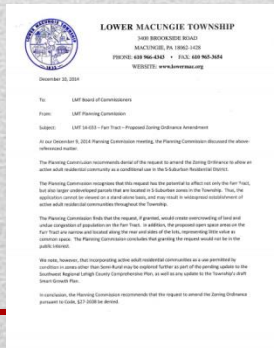 LOWER MACUNGIE TOWNSHIP
3400 BROOKSIDE ROAD
MACUNGIE, PA 18062-1428
PHONE: 610 966-4343 • FAX: 610 965-3654
WEBSITE: www.lowermac.org
December 10, 2014
To: LMT Board of Commissioners
From: LMT Planning Commission
Subject: LMT – Farr Tract – Proposed Zoning Ordinance Amendment
At our December 9, 2014 Planning Commission meeting, the Planning Commission discussed the above-
referenced matter.
The Planning Commission recommends denial of the request to amend the Zoning Ordinance to allow an
active adult residential community as a conditional use in the S-Suburban Residential District.
The Planning Commission recognizes that this request has the potential to affect not only the Farr Tract,
but also larger undeveloped parcels that are located in S-Suburban zones in the Township. Thus, the
application cannot be viewed on a stand-alone basis, and may result in widespread establishment of
active adult residential communities throughout the Township.
The Planning Commission finds that the request, if granted, would create overcrowding of land and
undue congestion of population on the Farr Tract. In addition, the proposed open space areas on the
Farr Tract are narrow and located along the rear and sides of the lots, representing little value as
common space. The Planning Commission concludes that granting the request would not be in the
public interest.
We note, however, that incorporating active adult residential communities as a use permitted by
condition in zones other than Semi-Rural may be explored further as part of the pending update to the
Southwest Regional Lehigh County Comprehensive Plan, as well as any update to the Township's draft
Smart Growth Plan.
In conclusion, the Planning Commission recommends that the request to amend the Zoning Ordinance
pursuant to Code, §27-2008 be denied.